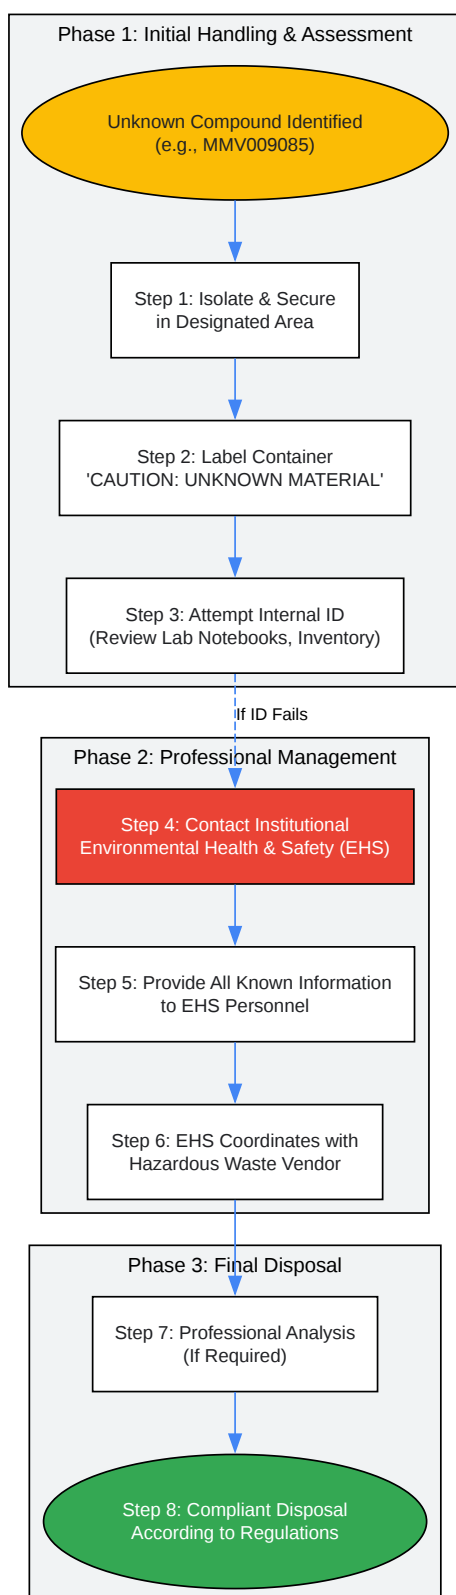 Phase 1: Initial Handling & Assessment
Unknown Compound Identified
(e.g., MMV009085)
Step 1: Isolate & Secure
in Designated Area
Step 2: Label Container
'CAUTION: UNKNOWN MATERIAL'
Step 3: Attempt Internal ID
(Review Lab Notebooks, Inventory)
If ID Fails
Phase 2: Professional Management
Step 4: Contact Institutional
Environmental Health & Safety (EHS)
Step 5: Provide All Known Information
to EHS Personnel
Step 6: EHS Coordinates with
Hazardous Waste Vendor
Phase 3: Final Disposal
Step 7: Professional Analysis
(If Required)
Step 8: Compliant Disposal
According to Regulations